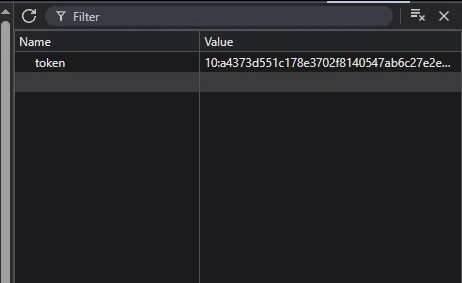 Filter
Name Value
token 10:a4373d551c178e3702f8140547ab6c27e2e...